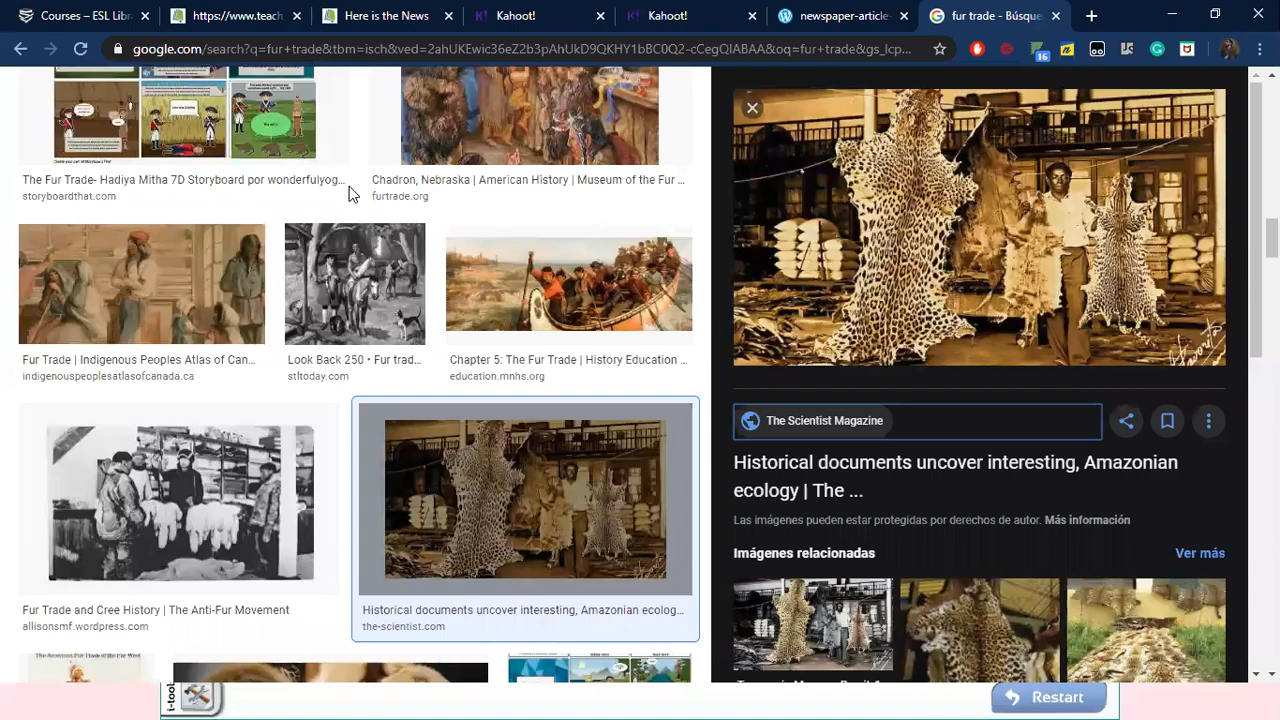 Courses – ESL Libr
https://www.teach
Here is the News
Kahoot!
Kahoot!
newspaper-article-
fur trade - Búsque
google.com/search?q=fur+trade&tbm=isch&ved=2ahUKEwic36eZ2b3pAhUkD9QKHY1bBC0Q2-cCegQIABAA&oq=fur+trade&gs_lcp...
16
The Fur Trade- Hadiya Mitha 7D Storyboard por wonderfulyog...
storyboardthat.com
Chadron, Nebraska | American History | Museum of the Fur ...
furtrade.org
Fur Trade | Indigenous Peoples Atlas of Can...
indigenouspeoplesatlasofcanada.ca
Look Back 250 • Fur trad...
stltoday.com
Chapter 5: The Fur Trade | History Education ...
education.mnhs.org
Fur Trade and Cree History | The Anti-Fur Movement
allisonsmf.wordpress.com
Historical documents uncover interesting, Amazonian ecolog...
the-scientist.com
The Scientist Magazine
Historical documents uncover interesting, Amazonian
ecology | The ...
Las imágenes pueden estar protegidas por derechos de autor. Más información
Imágenes relacionadas
Ver más
i-tool
Restart